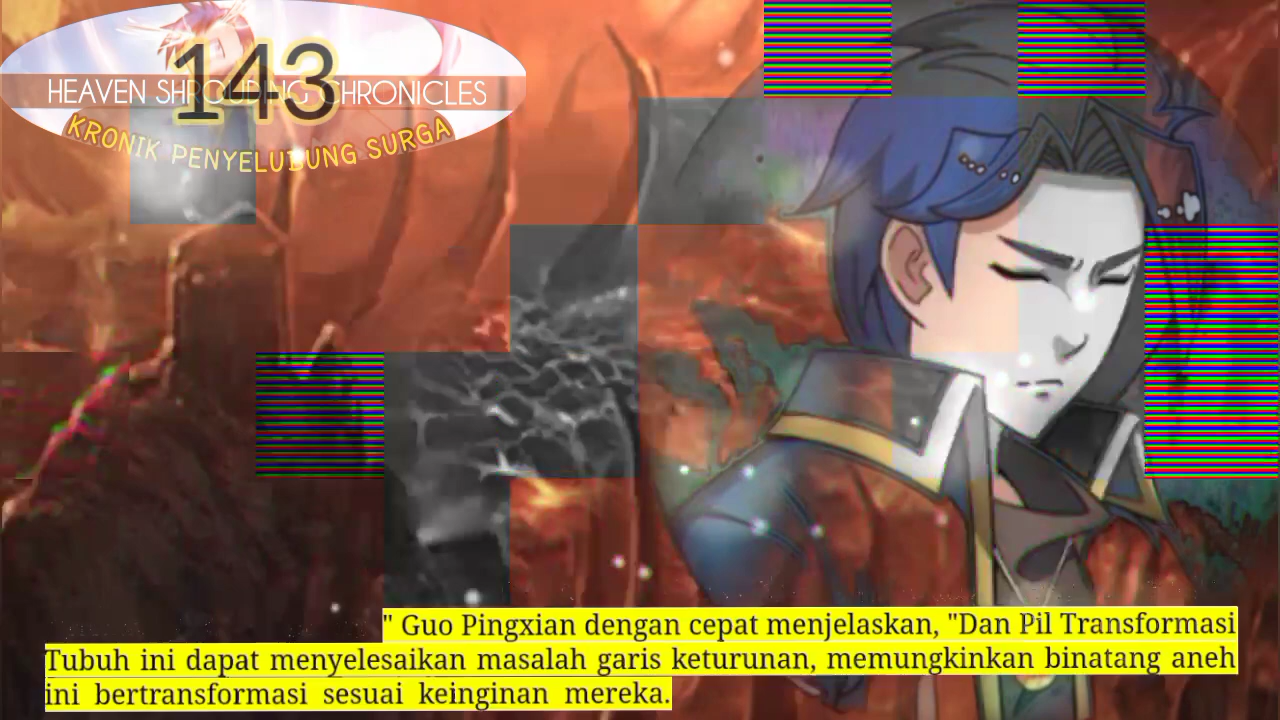 143
HEAVEN SHROUDING CHRONICLES
KRONIK PENYELUBUNG SURGA
" Guo Pingxian dengan cepat menjelaskan, "Dan Pil Transformasi
Tubuh ini dapat menyelesaikan masalah garis keturunan, memungkinkan binatang aneh
ini bertransformasi sesuai keinginan mereka.